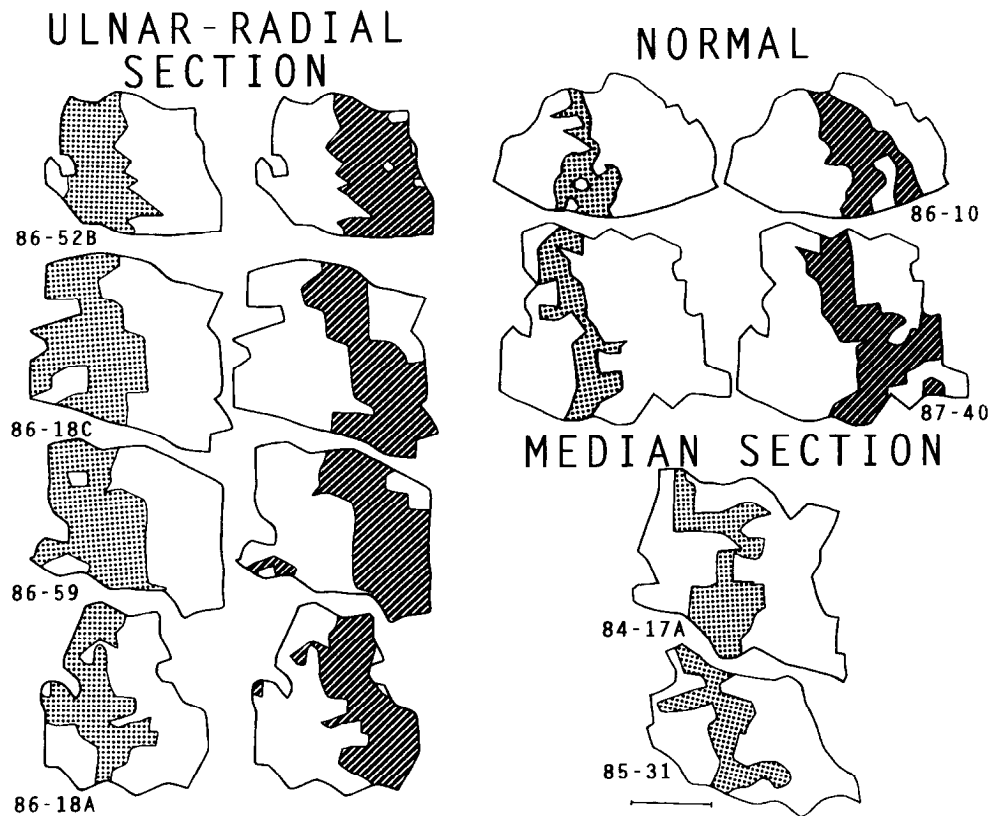 ULNAR-RADIAL
SECTION
86-52B
86-18C
86-59
86-18A
NORMAL
86-10
87-40
MEDIAN SECTION
84-17A
85-31